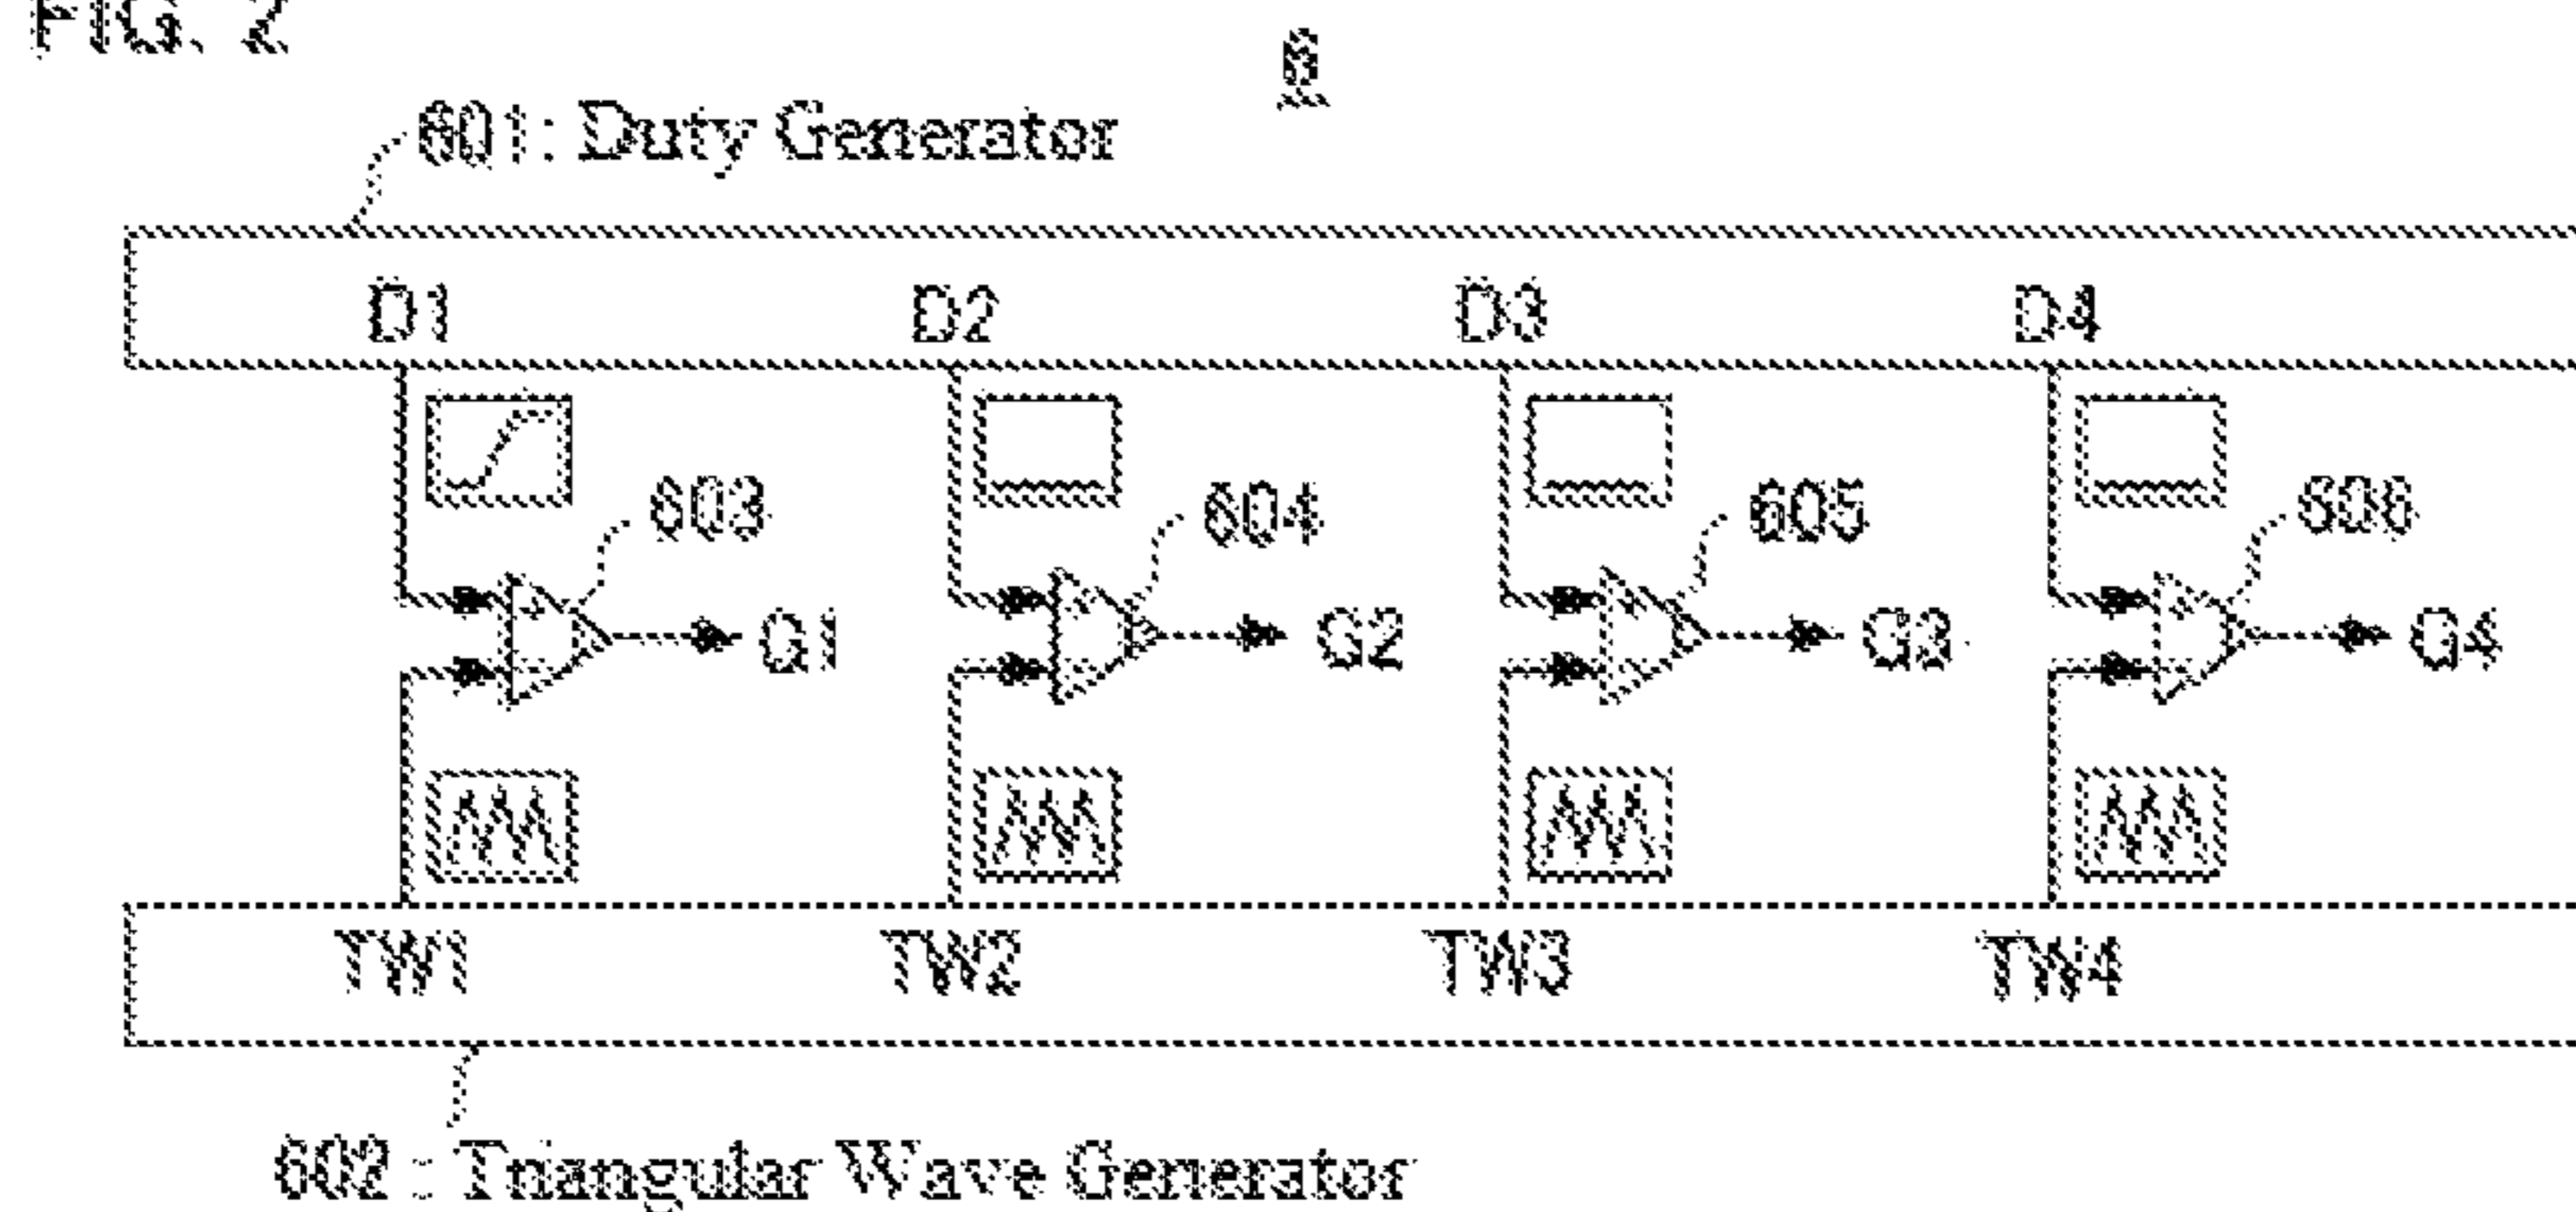 FIG. 2
6
601: Duty Generator
D1 D2 D3 D4
603 604 605 606
G1 G2 G3 G4
TW1 TW2 TW3 TW4
602 : Triangular Wave Generator